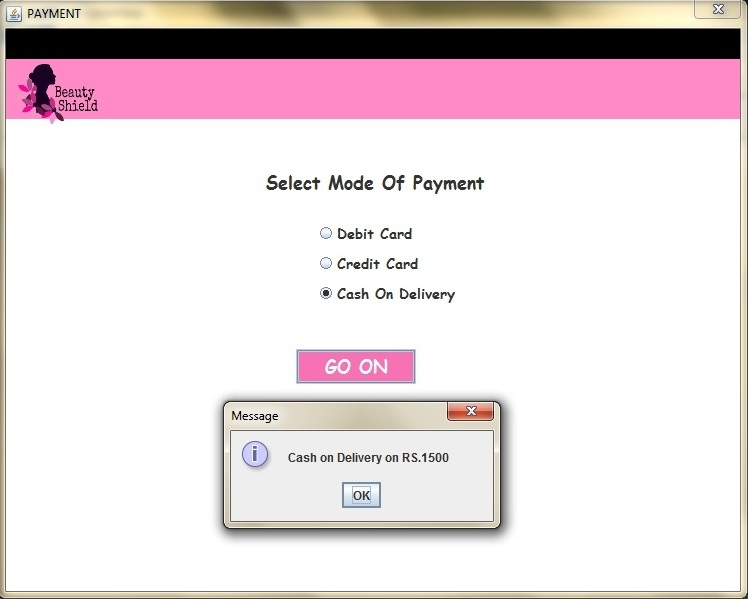 PAYMENT
Beauty
Shield
Select Mode Of Payment
Debit Card
Credit Card
Cash On Delivery
GO ON
Message
Cash on Delivery on RS.1500
OK